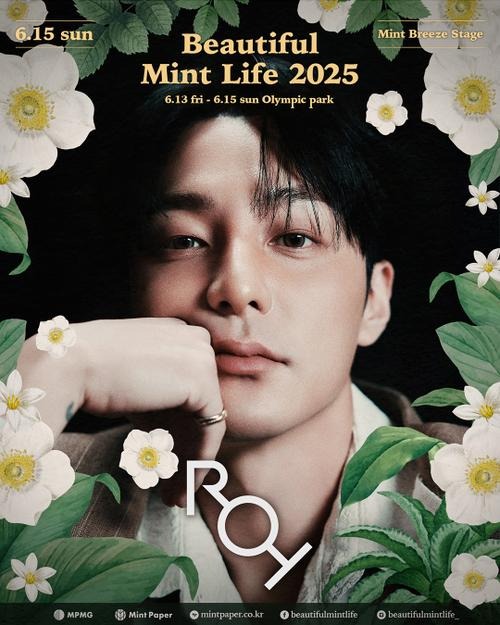 6.15 sun
Beautiful
Mint Life 2025
Mint Breeze Stage
6.13 fri - 6.15 sun Olympic park
ROY
MPMG
Mint Paper
mintpaper.co.kr
beautifulmintlife
beautifulmintlife_